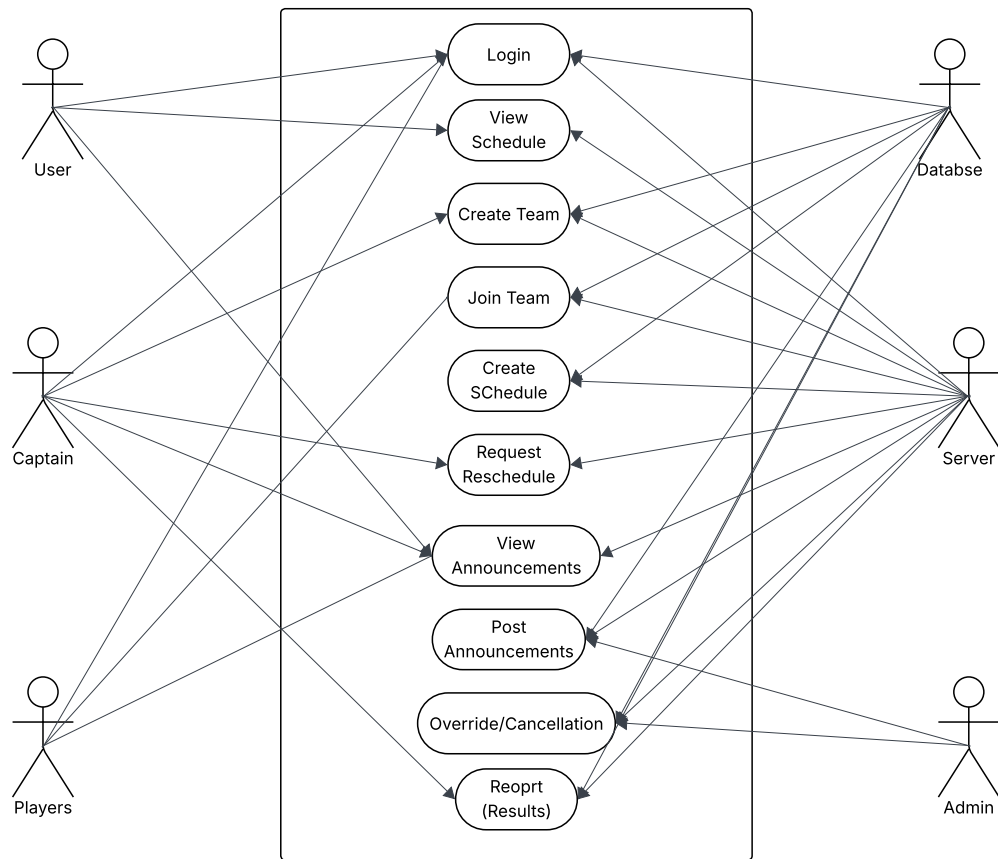 Login
View
Schedule
Create Team
Join Team
Create
SChedule
Request
Reschedule
View
Announcements
Post
Announcements
Override/Cancellation
Reoprt
(Results)
User
Captain
Players
Databse
Server
Admin